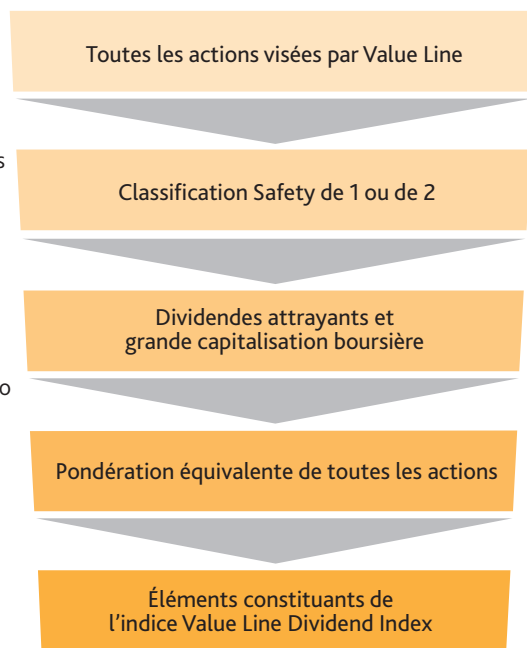 Toutes les actions visées par Value Line
s
Classification Safety de 1 ou de 2
Dividendes attrayants et
grande capitalisation boursière
o
Pondération équivalente de toutes les actions
Éléments constituants de
l'indice Value Line Dividend Index